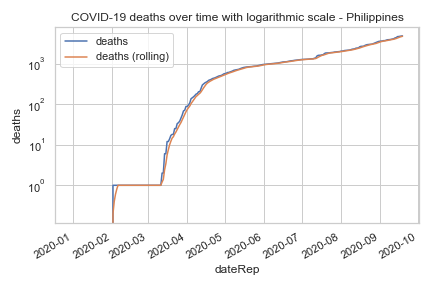 COVID-19 deaths over time with logarithmic scale - Philippines
deaths
deaths (rolling)
10³
10²
10¹
10⁰
deaths
2020-01
2020-02
2020-03
2020-04
2020-05
2020-06
2020-07
2020-08
2020-09
2020-10
dateRep